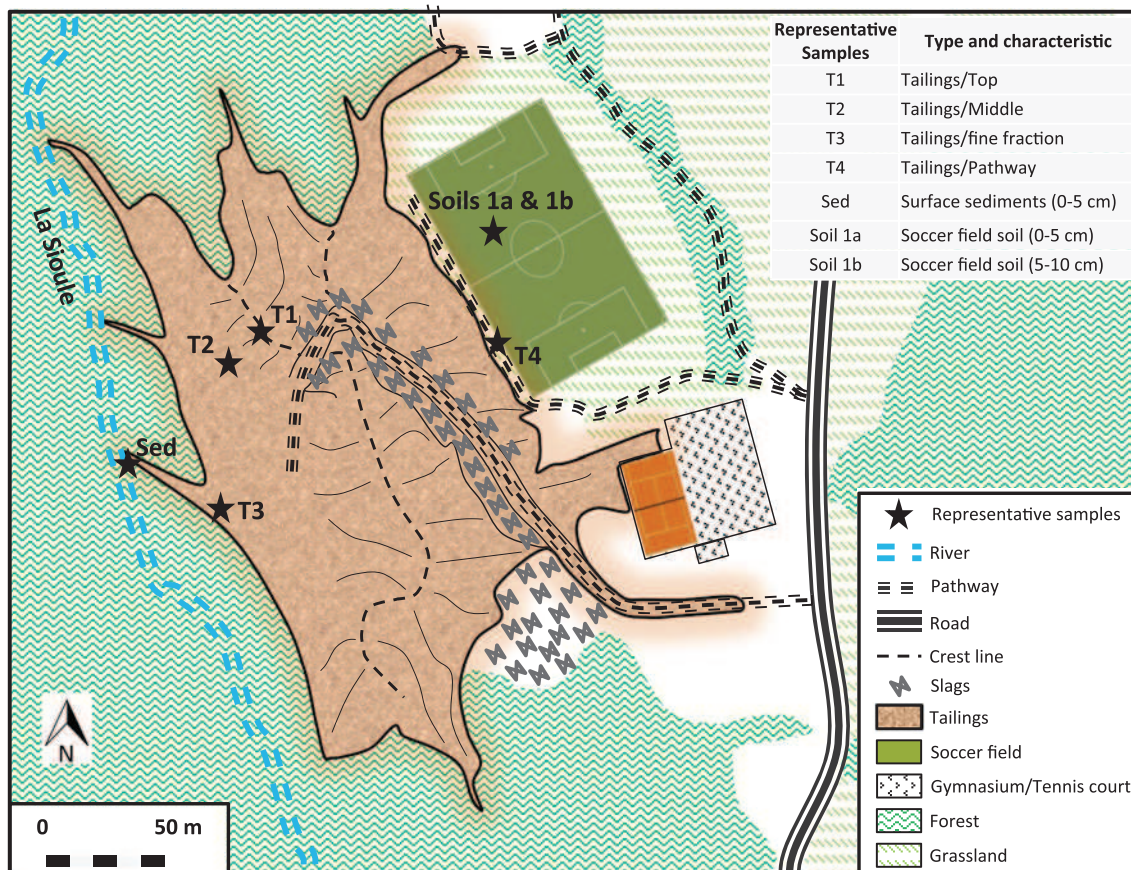 Representative Samples Type and characteristic
T1 Tailings/Top
T2 Tailings/Middle
T3 Tailings/fine fraction
T4 Tailings/Pathway
Sed Surface sediments (0-5 cm)
Soil 1a Soccer field soil (0-5 cm)
Soil 1b Soccer field soil (5-10 cm)
La Sioule
Soils 1a & 1b
T1
T2
T4
Sed
T3
N
0 50 m
Representative samples
River
Pathway
Road
Crest line
Slags
Tailings
Soccer field
Gymnasium/Tennis court
Forest
Grassland